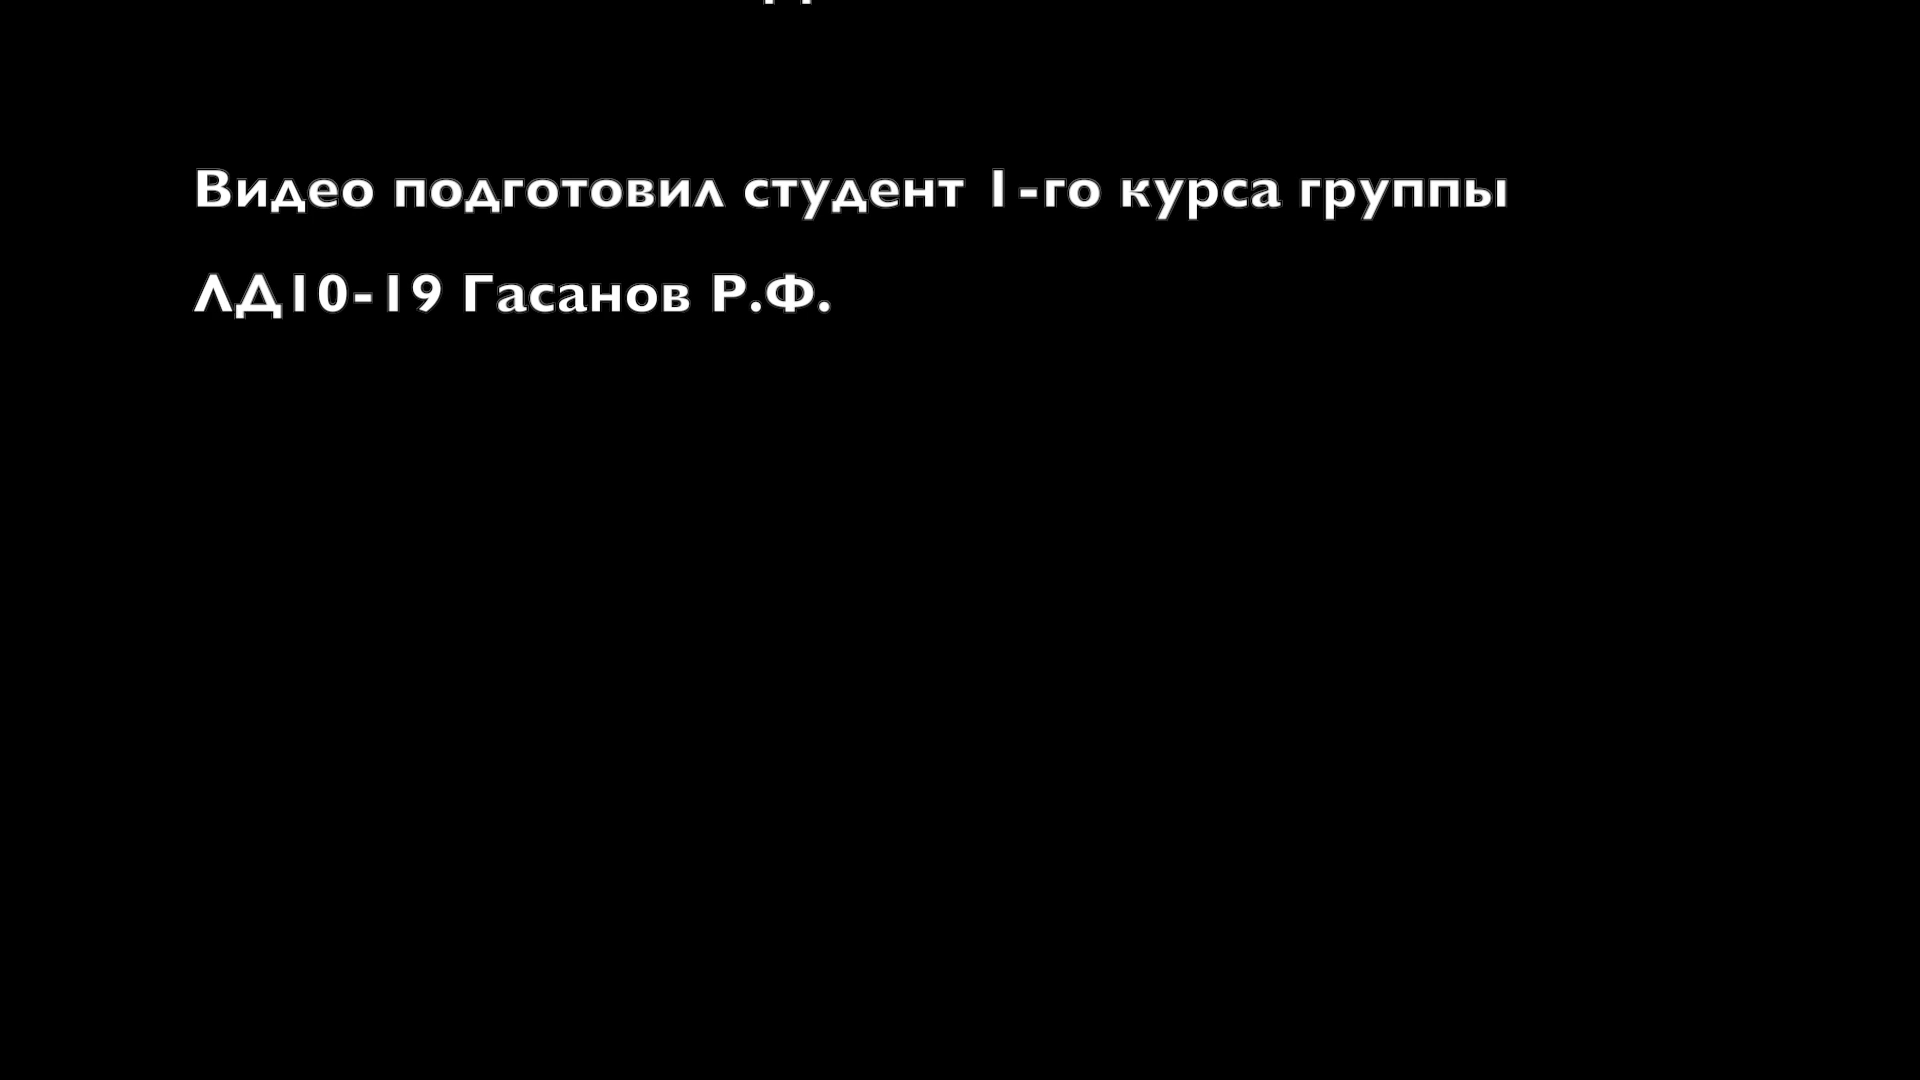 Видео подготовил студент 1-го курса группы
ЛД10-19 Гасанов Р.Ф.